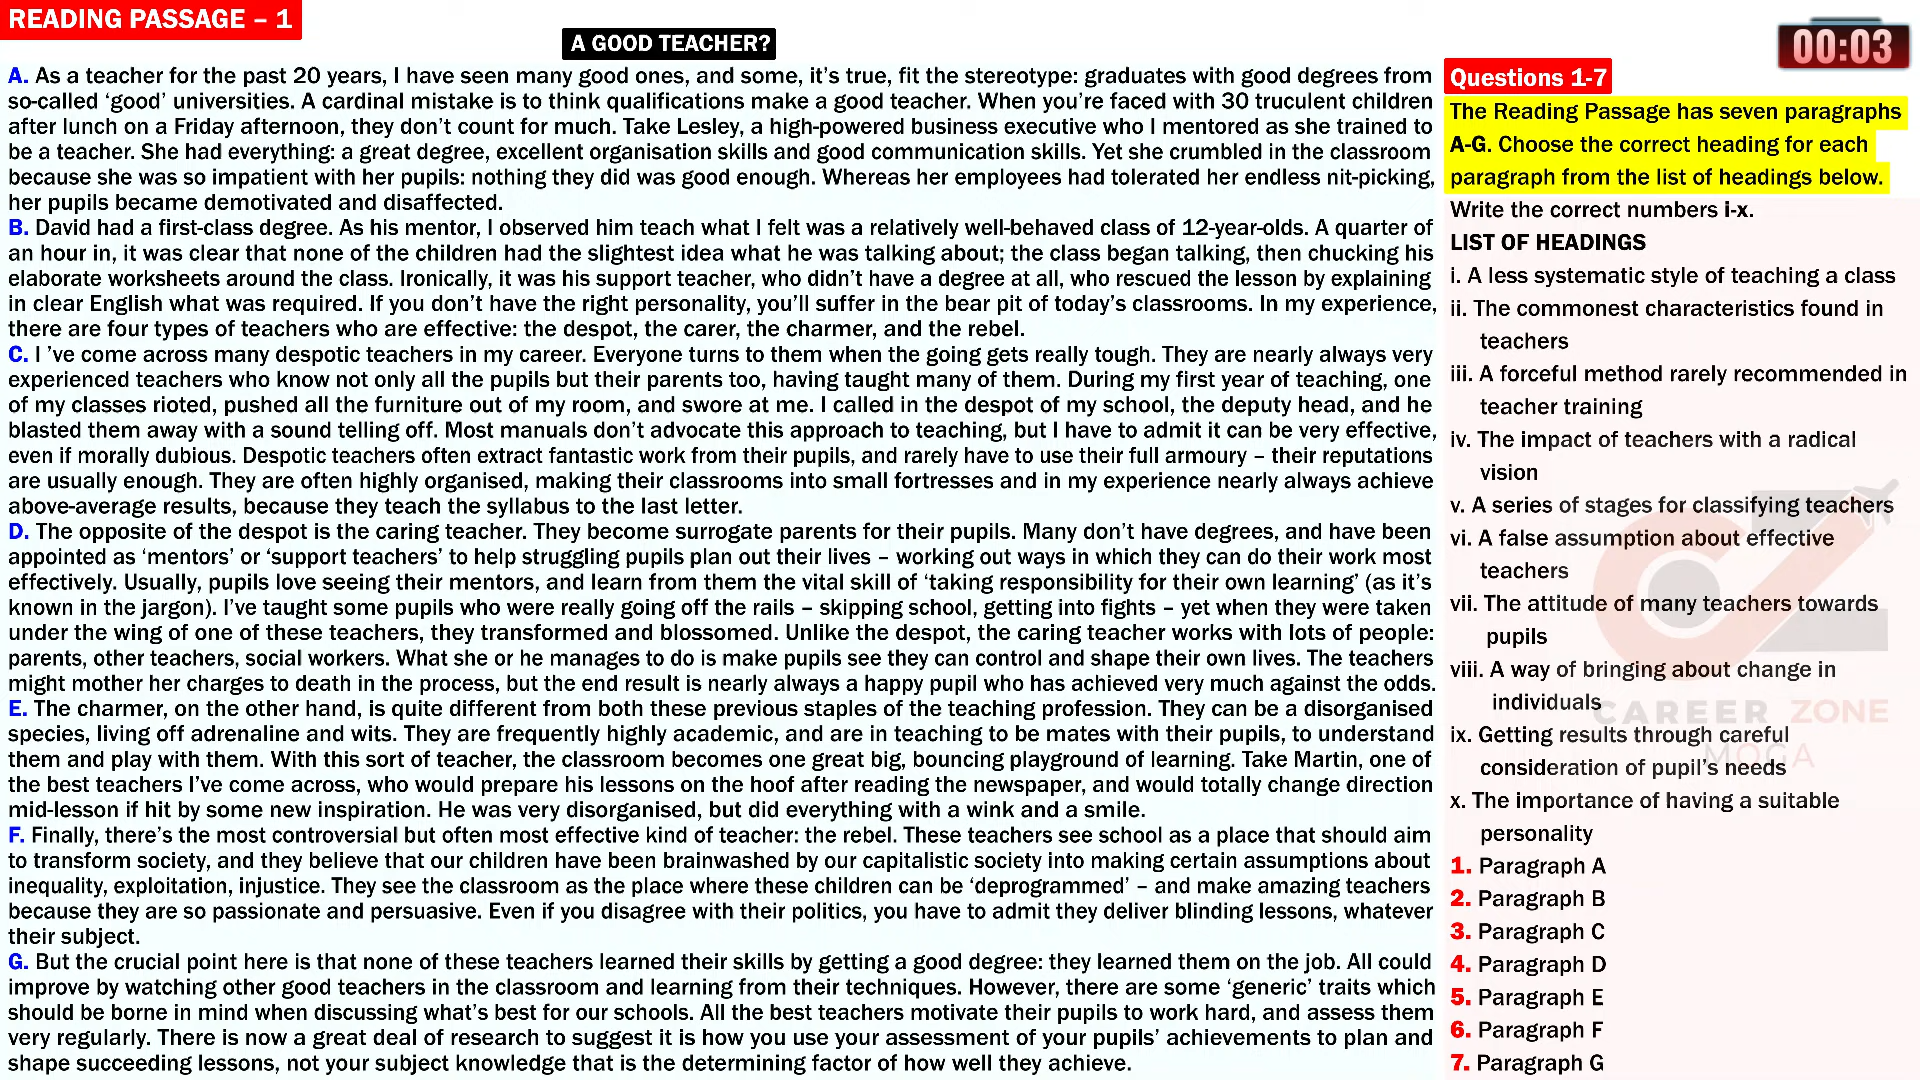 READING PASSAGE – 1
A GOOD TEACHER?
00:03
A. As a teacher for the past 20 years, I have seen many good ones, and some, it’s true, fit the stereotype: graduates with good degrees from
so-called ‘good’ universities. A cardinal mistake is to think qualifications make a good teacher. When you’re faced with 30 truculent children
after lunch on a Friday afternoon, they don’t count for much. Take Lesley, a high-powered business executive who I mentored as she trained to
be a teacher. She had everything: a great degree, excellent organisation skills and good communication skills. Yet she crumbled in the classroom
because she was so impatient with her pupils: nothing they did was good enough. Whereas her employees had tolerated her endless nit-picking,
her pupils became demotivated and disaffected.
B. David had a first-class degree. As his mentor, I observed him teach what I felt was a relatively well-behaved class of 12-year-olds. A quarter of
an hour in, it was clear that none of the children had the slightest idea what he was talking about; the class began talking, then chucking his
elaborate worksheets around the class. Ironically, it was his support teacher, who didn’t have a degree at all, who rescued the lesson by explaining
in clear English what was required. If you don’t have the right personality, you’ll suffer in the bear pit of today’s classrooms. In my experience,
there are four types of teachers who are effective: the despot, the carer, the charmer, and the rebel.
C. I ’ve come across many despotic teachers in my career. Everyone turns to them when the going gets really tough. They are nearly always very
experienced teachers who know not only all the pupils but their parents too, having taught many of them. During my first year of teaching, one
of my classes rioted, pushed all the furniture out of my room, and swore at me. I called in the despot of my school, the deputy head, and he
blasted them away with a sound telling off. Most manuals don’t advocate this approach to teaching, but I have to admit it can be very effective,
even if morally dubious. Despotic teachers often extract fantastic work from their pupils, and rarely have to use their full armoury – their reputations
are usually enough. They are often highly organised, making their classrooms into small fortresses and in my experience nearly always achieve
above-average results, because they teach the syllabus to the last letter.
D. The opposite of the despot is the caring teacher. They become surrogate parents for their pupils. Many don’t have degrees, and have been
appointed as ‘mentors’ or ‘support teachers’ to help struggling pupils plan out their lives – working out ways in which they can do their work most
effectively. Usually, pupils love seeing their mentors, and learn from them the vital skill of ‘taking responsibility for their own learning’ (as it’s
known in the jargon). I’ve taught some pupils who were really going off the rails – skipping school, getting into fights – yet when they were taken
under the wing of one of these teachers, they transformed and blossomed. Unlike the despot, the caring teacher works with lots of people:
parents, other teachers, social workers. What she or he manages to do is make pupils see they can control and shape their own lives. The teachers
might mother her charges to death in the process, but the end result is nearly always a happy pupil who has achieved very much against the odds.
E. The charmer, on the other hand, is quite different from both these previous staples of the teaching profession. They can be a disorganised
species, living off adrenaline and wits. They are frequently highly academic, and are in teaching to be mates with their pupils, to understand
them and play with them. With this sort of teacher, the classroom becomes one great big, bouncing playground of learning. Take Martin, one of
the best teachers I’ve come across, who would prepare his lessons on the hoof after reading the newspaper, and would totally change direction
mid-lesson if hit by some new inspiration. He was very disorganised, but did everything with a wink and a smile.
F. Finally, there’s the most controversial but often most effective kind of teacher: the rebel. These teachers see school as a place that should aim
to transform society, and they believe that our children have been brainwashed by our capitalistic society into making certain assumptions about
inequality, exploitation, injustice. They see the classroom as the place where these children can be ‘deprogrammed’ – and make amazing teachers
because they are so passionate and persuasive. Even if you disagree with their politics, you have to admit they deliver blinding lessons, whatever
their subject.
G. But the crucial point here is that none of these teachers learned their skills by getting a good degree: they learned them on the job. All could
improve by watching other good teachers in the classroom and learning from their techniques. However, there are some ‘generic’ traits which
should be borne in mind when discussing what’s best for our schools. All the best teachers motivate their pupils to work hard, and assess them
very regularly. There is now a great deal of research to suggest it is how you use your assessment of your pupils’ achievements to plan and
shape succeeding lessons, not your subject knowledge that is the determining factor of how well they achieve.
Questions 1-7
The Reading Passage has seven paragraphs
A-G. Choose the correct heading for each
paragraph from the list of headings below.
Write the correct numbers i-x.
LIST OF HEADINGS
i. A less systematic style of teaching a class
ii. The commonest characteristics found in
teachers
iii. A forceful method rarely recommended in
teacher training
iv. The impact of teachers with a radical
vision
v. A series of stages for classifying teachers
vi. A false assumption about effective
teachers
vii. The attitude of many teachers towards
pupils
viii. A way of bringing about change in
individuals
CAREER ZONE
ix. Getting results through careful
MOGA
consideration of pupil’s needs
x. The importance of having a suitable
personality
1. Paragraph A
2. Paragraph B
3. Paragraph C
4. Paragraph D
5. Paragraph E
6. Paragraph F
7. Paragraph G